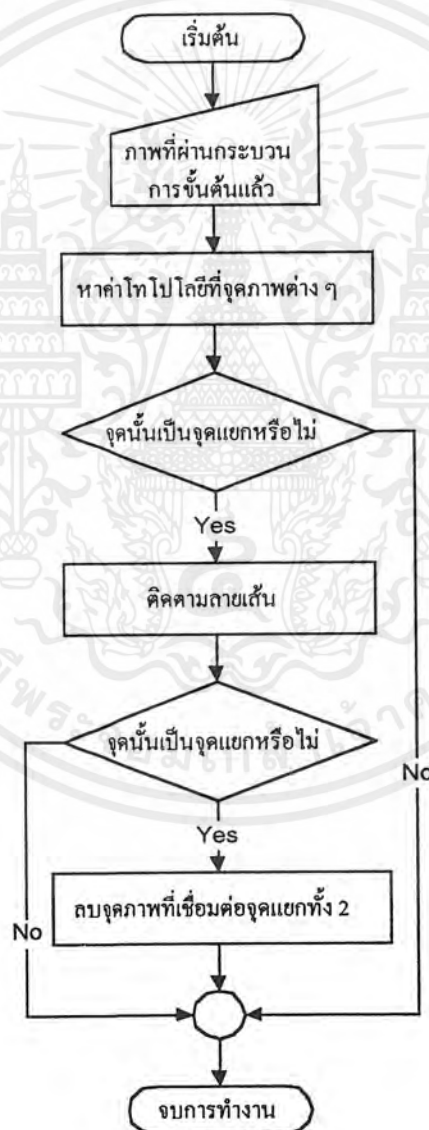 เริ่มต้น
ภาพที่ผ่านกระบวน
การขั้นต้นแล้ว
หาค่าโทโปโลยีที่จุดภาพต่าง ๆ
จุดนั้นเป็นจุดแยกหรือไม่
Yes
ติดตามลายเส้น
จุดนั้นเป็นจุดแยกหรือไม่
No
Yes
ลบจุดภาพที่เชื่อมต่อจุดแยกทั้ง 2
No
จบการทำงาน